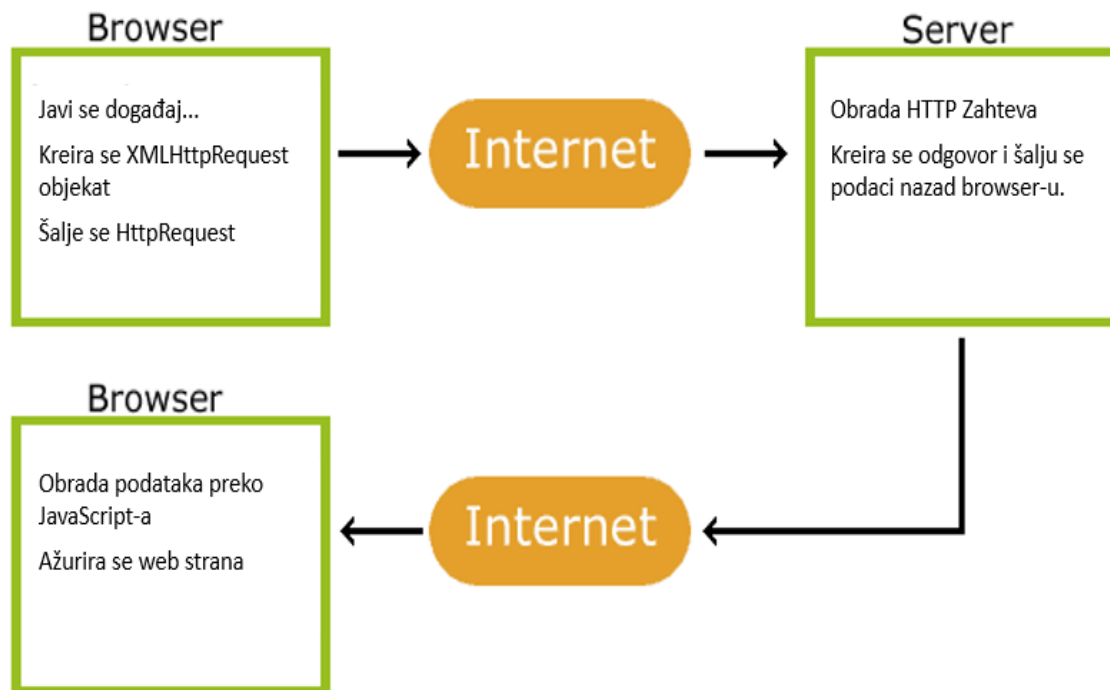 Browser
Javi se događaj...
Kreira se XMLHttpRequest
objekat
Šalje se HttpRequest
Internet
Server
Obrada HTTP Zahteva
Kreira se odgovor i šalju se
podaci nazad browser-u.
Browser
Obrada podataka preko
JavaScript-a
Ažurira se web strana
Internet